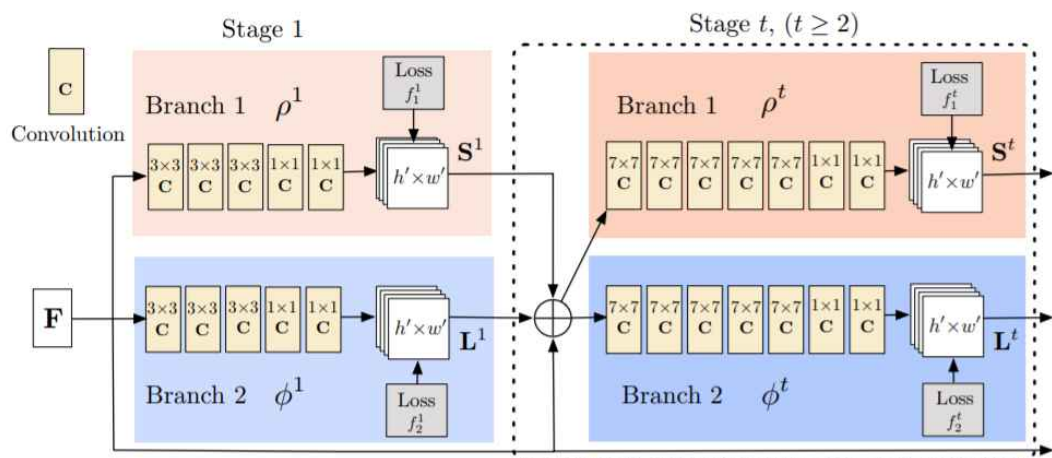 Stage 1
Stage t, (t ≥ 2)
C
Convolution
Branch 1 ρ¹
Loss
f₁¹
3×3 3×3 3×3 1×1 1×1
C C C C C
h′×w′
S¹
Branch 1 ρᵗ
Loss
f₁ᵗ
7×7 7×7 7×7 7×7 7×7 1×1 1×1
C C C C C C C
h′×w′
Sᵗ
F
3×3 3×3 3×3 1×1 1×1
C C C C C
h′×w′
L¹
Branch 2 ϕ¹
Loss
f₂¹
7×7 7×7 7×7 7×7 7×7 1×1 1×1
C C C C C C C
h′×w′
Lᵗ
Branch 2 ϕᵗ
Loss
f₂ᵗ